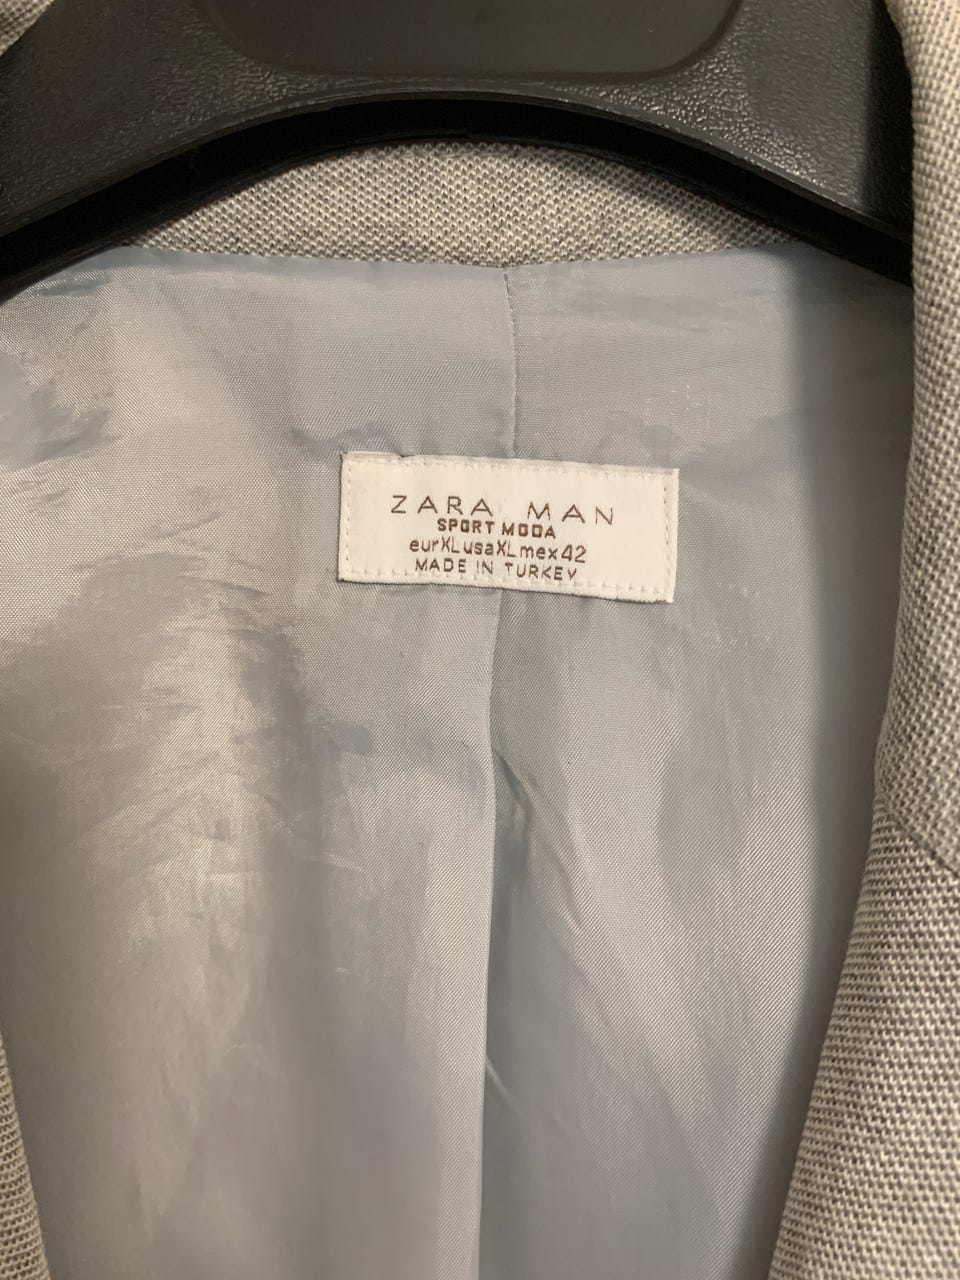 ZARA MAN
SPORT MODA
eurXLusaXLmex42
MADE IN TURKEY